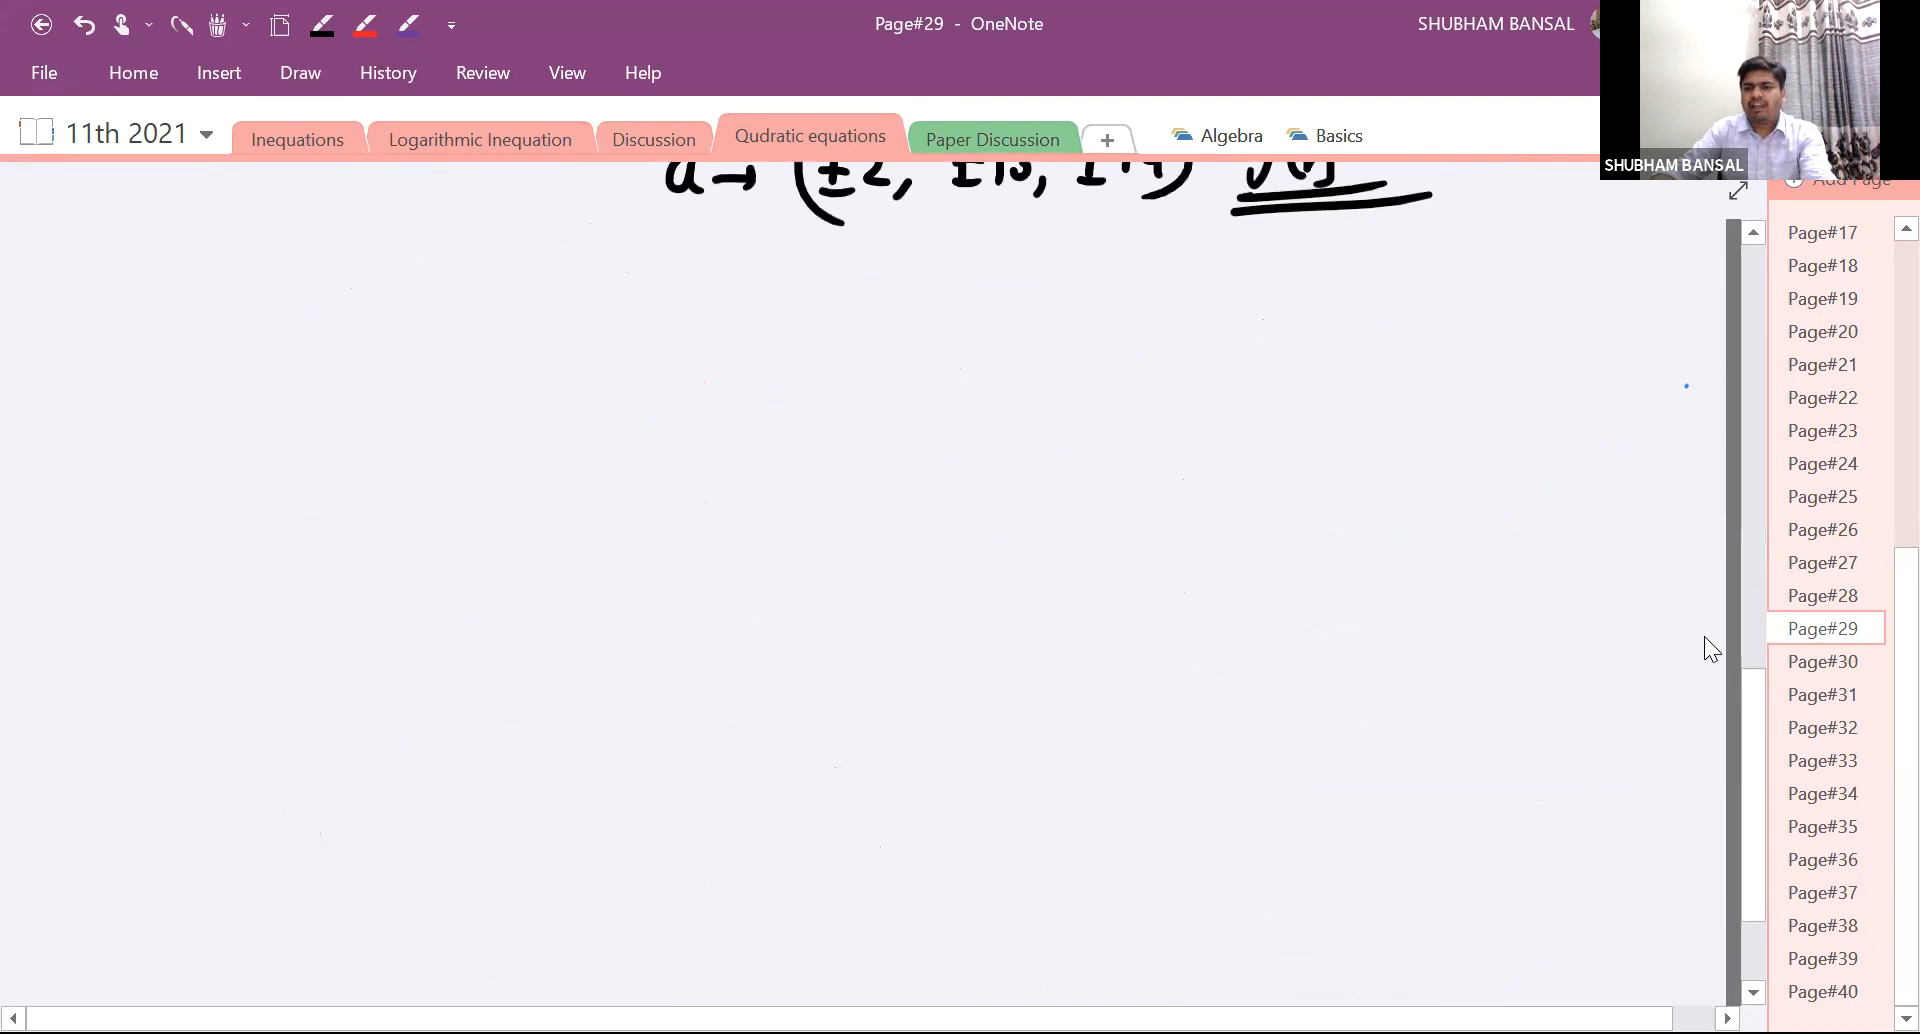 Page#29 - OneNote
SHUBHAM BANSAL
File Home Insert Draw History Review View Help
11th 2021
Inequations
Logarithmic Inequation
Discussion
Qudratic equations
Paper Discussion
+
Algebra
Basics
SHUBHAM BANSAL
Add Page
a → (±2,
Page#17
Page#18
Page#19
Page#20
Page#21
Page#22
Page#23
Page#24
Page#25
Page#26
Page#27
Page#28
Page#29
Page#30
Page#31
Page#32
Page#33
Page#34
Page#35
Page#36
Page#37
Page#38
Page#39
Page#40